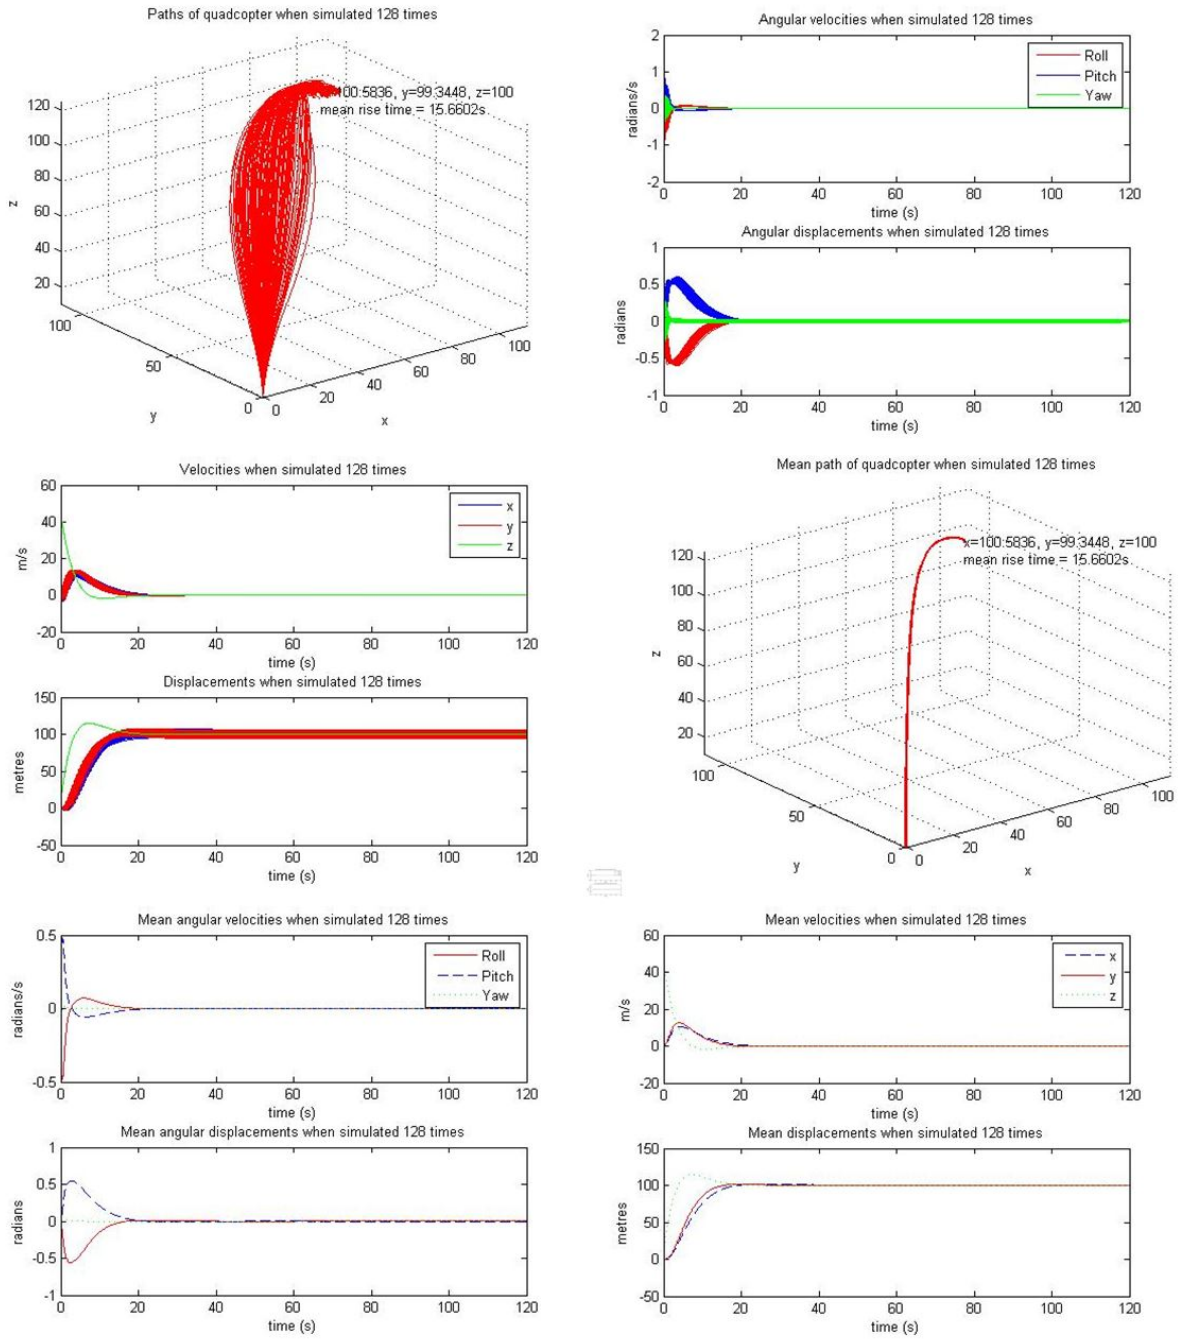 Paths of quadcopter when simulated 128 times
100.5836, y=99.3448, z=100
mean rise time = 15.6602s
120
100
80
60
40
20
z
100
50
0
y
0
20
40
60
80
100
x
Angular velocities when simulated 128 times
2
1
0
-1
-2
radians/s
Roll
Pitch
Yaw
0 20 40 60 80 100 120
time (s)
Angular displacements when simulated 128 times
1
0.5
0
-0.5
-1
radians
0 20 40 60 80 100 120
time (s)
Velocities when simulated 128 times
60
40
20
0
-20
m/s
x
y
z
0 20 40 60 80 100 120
time (s)
Displacements when simulated 128 times
150
100
50
0
-50
metres
0 20 40 60 80 100 120
time (s)
Mean path of quadcopter when simulated 128 times
x=100.5836, y=99.3448, z=100
mean rise time = 15.6602s
120
100
80
60
40
20
z
100
50
0
y
0
20
40
60
80
100
x
Mean angular velocities when simulated 128 times
0.5
0
-0.5
radians/s
Roll
Pitch
Yaw
0 20 40 60 80 100 120
time (s)
Mean angular displacements when simulated 128 times
1
0.5
0
-0.5
-1
radians
0 20 40 60 80 100 120
time (s)
Mean velocities when simulated 128 times
60
40
20
0
-20
m/s
x
y
z
0 20 40 60 80 100 120
time (s)
Mean displacements when simulated 128 times
150
100
50
0
-50
metres
0 20 40 60 80 100 120
time (s)